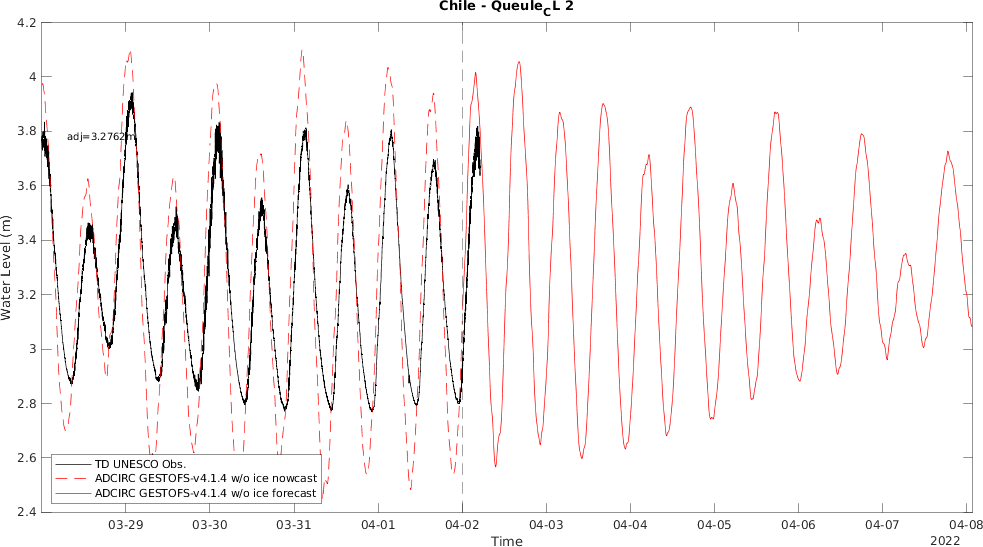 Chile - Queule_CL 2
4.2
4
3.8
3.6
3.4
3.2
3
2.8
2.6
2.4
Water Level (m)
adj=3.2762m
TD UNESCO Obs.
ADCIRC GESTOFS-v4.1.4 w/o ice nowcast
ADCIRC GESTOFS-v4.1.4 w/o ice forecast
03-29 03-30 03-31 04-01 04-02 04-03 04-04 04-05 04-06 04-07 04-08
Time
2022